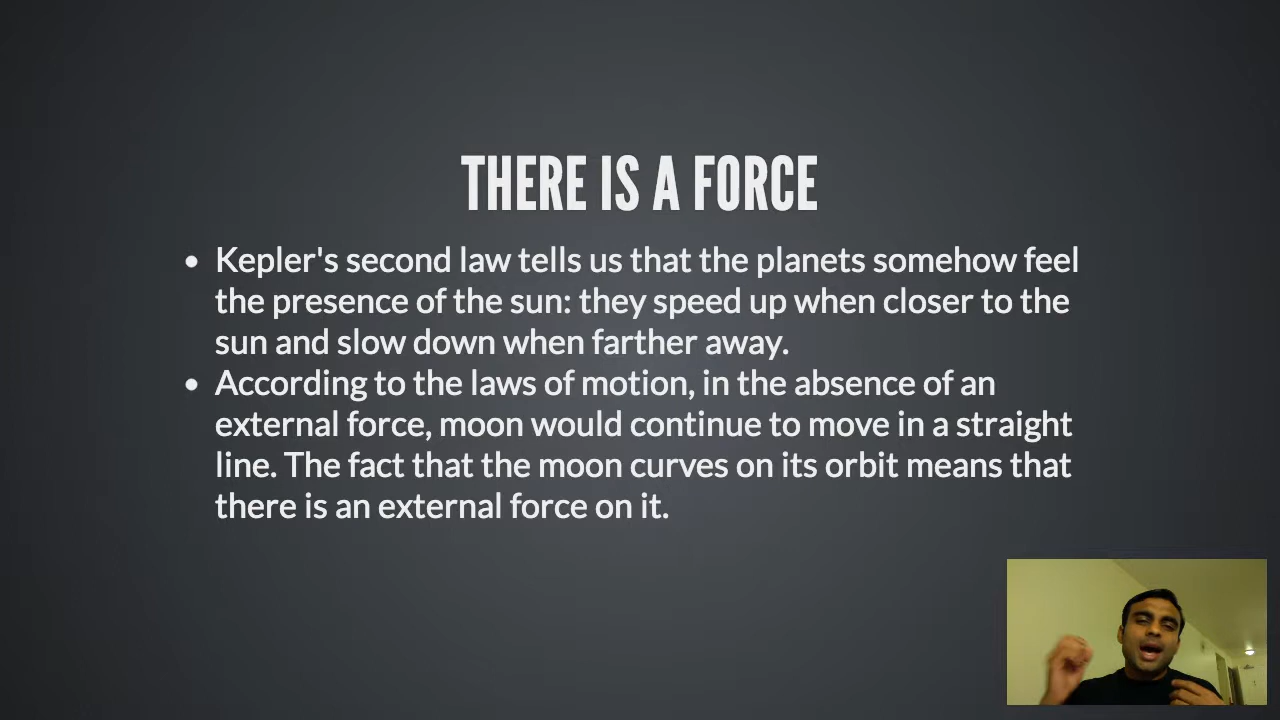 THERE IS A FORCE
• Kepler's second law tells us that the planets somehow feel
the presence of the sun: they speed up when closer to the
sun and slow down when farther away.
• According to the laws of motion, in the absence of an
external force, moon would continue to move in a straight
line. The fact that the moon curves on its orbit means that
there is an external force on it.